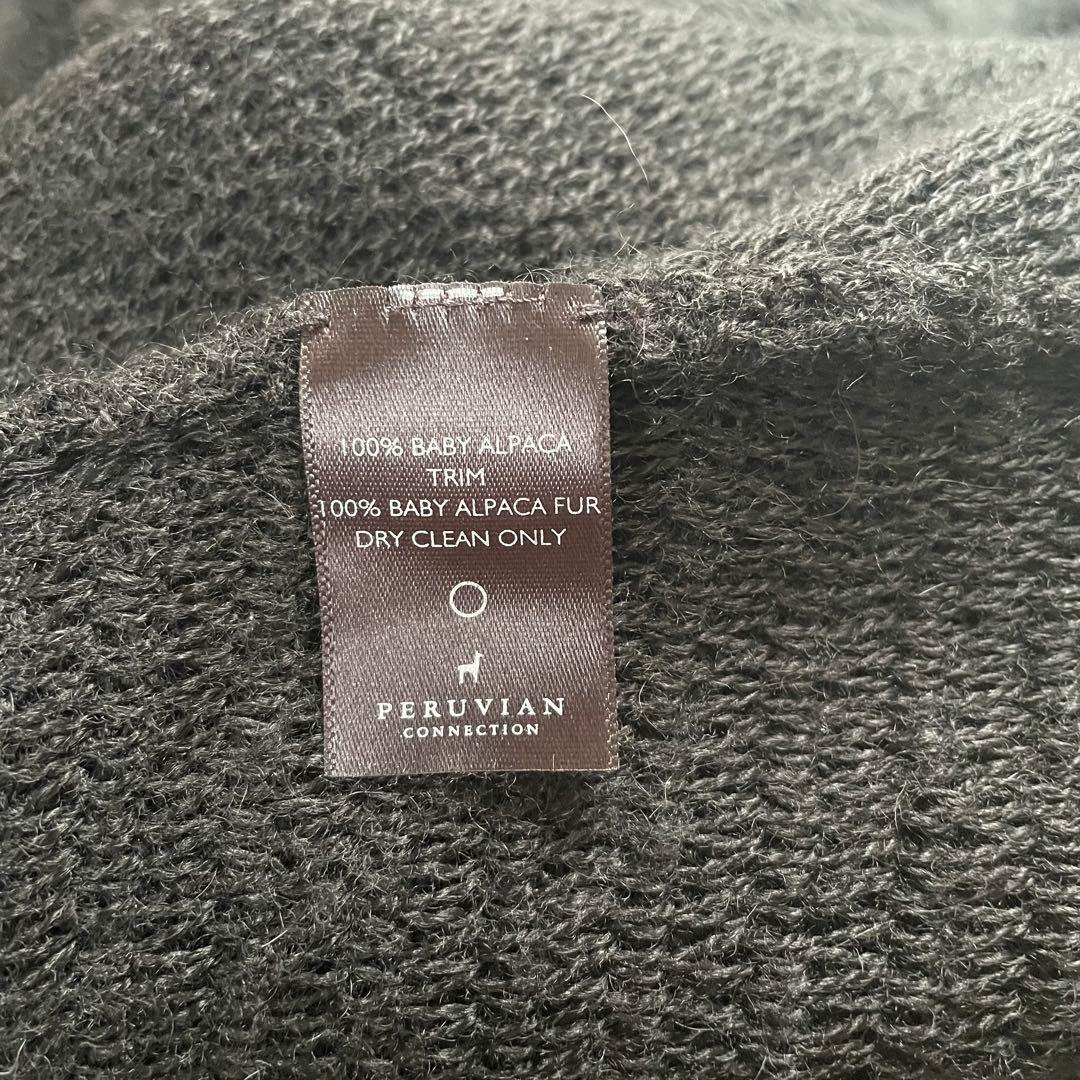 100% BABY ALPACA
TRIM
100% BABY ALPACA FUR
DRY CLEAN ONLY
PERUVIAN
CONNECTION